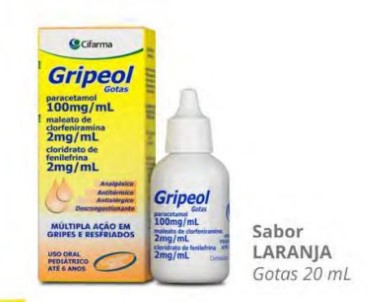 Cifarma
Gripeol
Gotas
paracetamol
100mg/mL
maleato de
clorfeniramina
2mg/mL
cloridrato de
fenilefrina
2mg/mL
Analgésico
Antitérmico
Antialérgico
Descongestionante
MÚLTIPLA AÇÃO EM
GRIPES E RESFRIADOS
USO ORAL
PEDIÁTRICO
ATÉ 6 ANOS
Gripeol
Gotas
paracetamol
100mg/mL
maleato de clorfeniramina
2mg/mL
cloridrato de fenilefrina
2mg/mL
Sabor
LARANJA
Gotas 20 mL